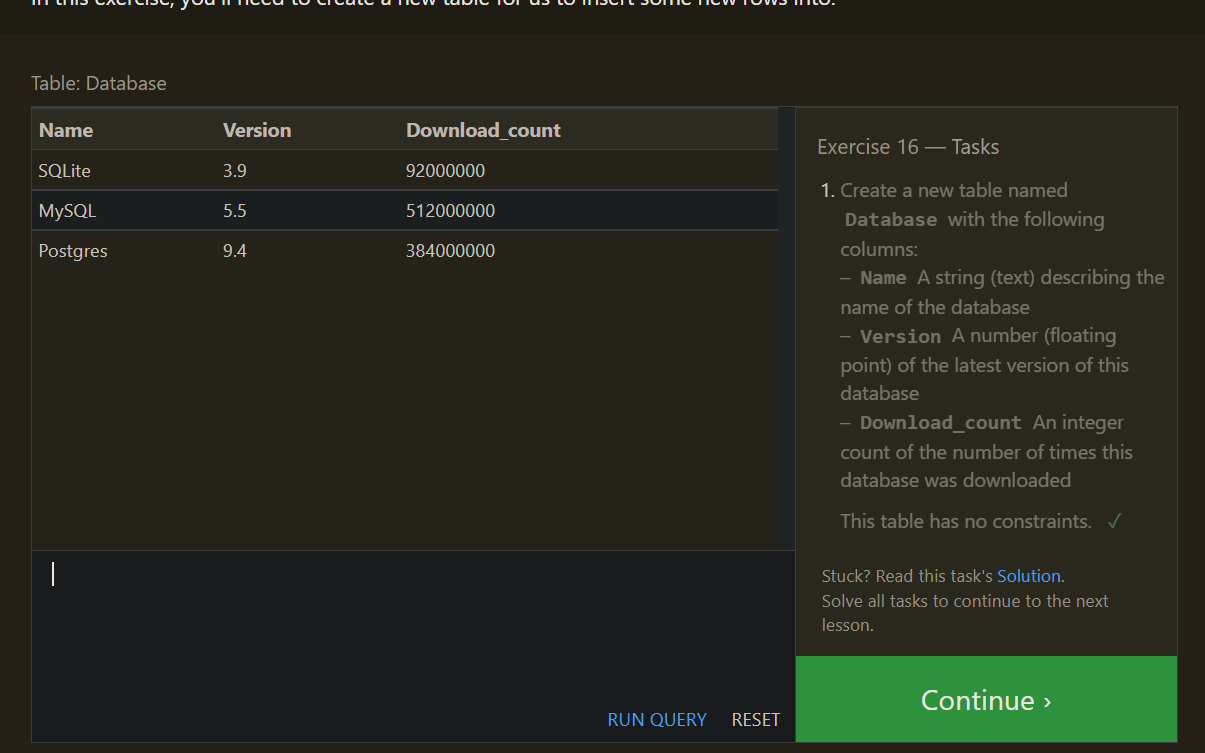 In this exercise, you'll need to create a new table for us to insert some new rows into.
Table: Database
Name Version Download_count
SQLite 3.9 92000000
MySQL 5.5 512000000
Postgres 9.4 384000000
RUN QUERY RESET
Exercise 16 — Tasks
1. Create a new table named
Database with the following
columns:
– Name A string (text) describing the
name of the database
– Version A number (floating
point) of the latest version of this
database
– Download_count An integer
count of the number of times this
database was downloaded
This table has no constraints. ✓
Stuck? Read this task's Solution.
Solve all tasks to continue to the next
lesson.
Continue ›